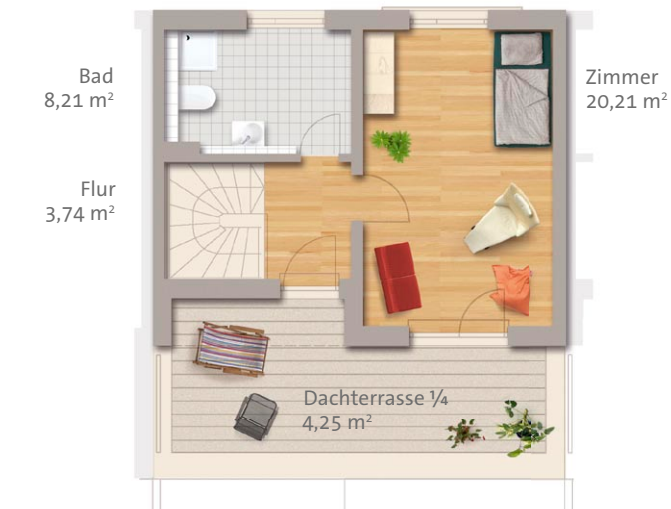 Bad
8,21 m²
Zimmer
20,21 m²
Flur
3,74 m²
Dachterrasse ¼
4,25 m²